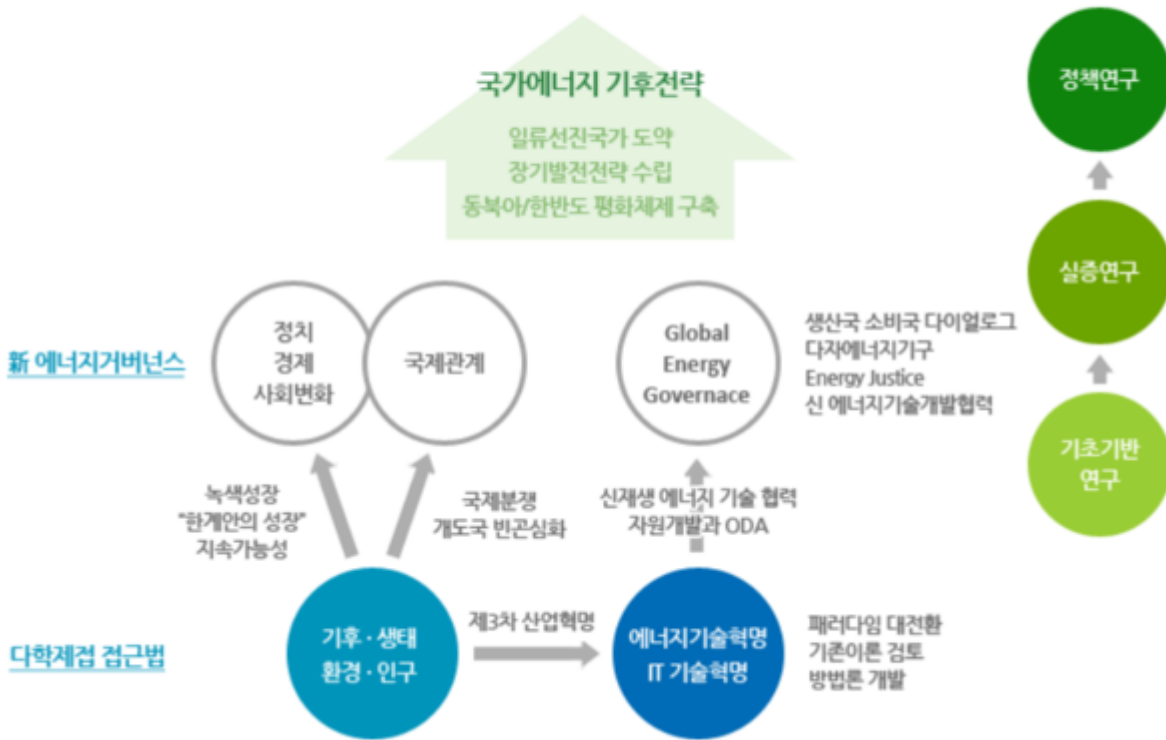 국가에너지 기후전략
일류선진국가 도약
장기발전전략 수립
동북아/한반도 평화체제 구축
정책연구
실증연구
기초기반
연구
新 에너지거버넌스
정치
경제
사회변화
국제관계
Global
Energy
Governace
생산국 소비국 다이얼로그
다자에너지기구
Energy Justice
신 에너지기술개발협력
녹색성장
"한계안의 성장"
지속가능성
국제분쟁
개도국 빈곤심화
신재생 에너지 기술 협력
자원개발과 ODA
다학제접 접근법
기후 · 생태
환경 · 인구
제3차 산업혁명
에너지기술혁명
IT 기술혁명
패러다임 대전환
기존이론 검토
방법론 개발